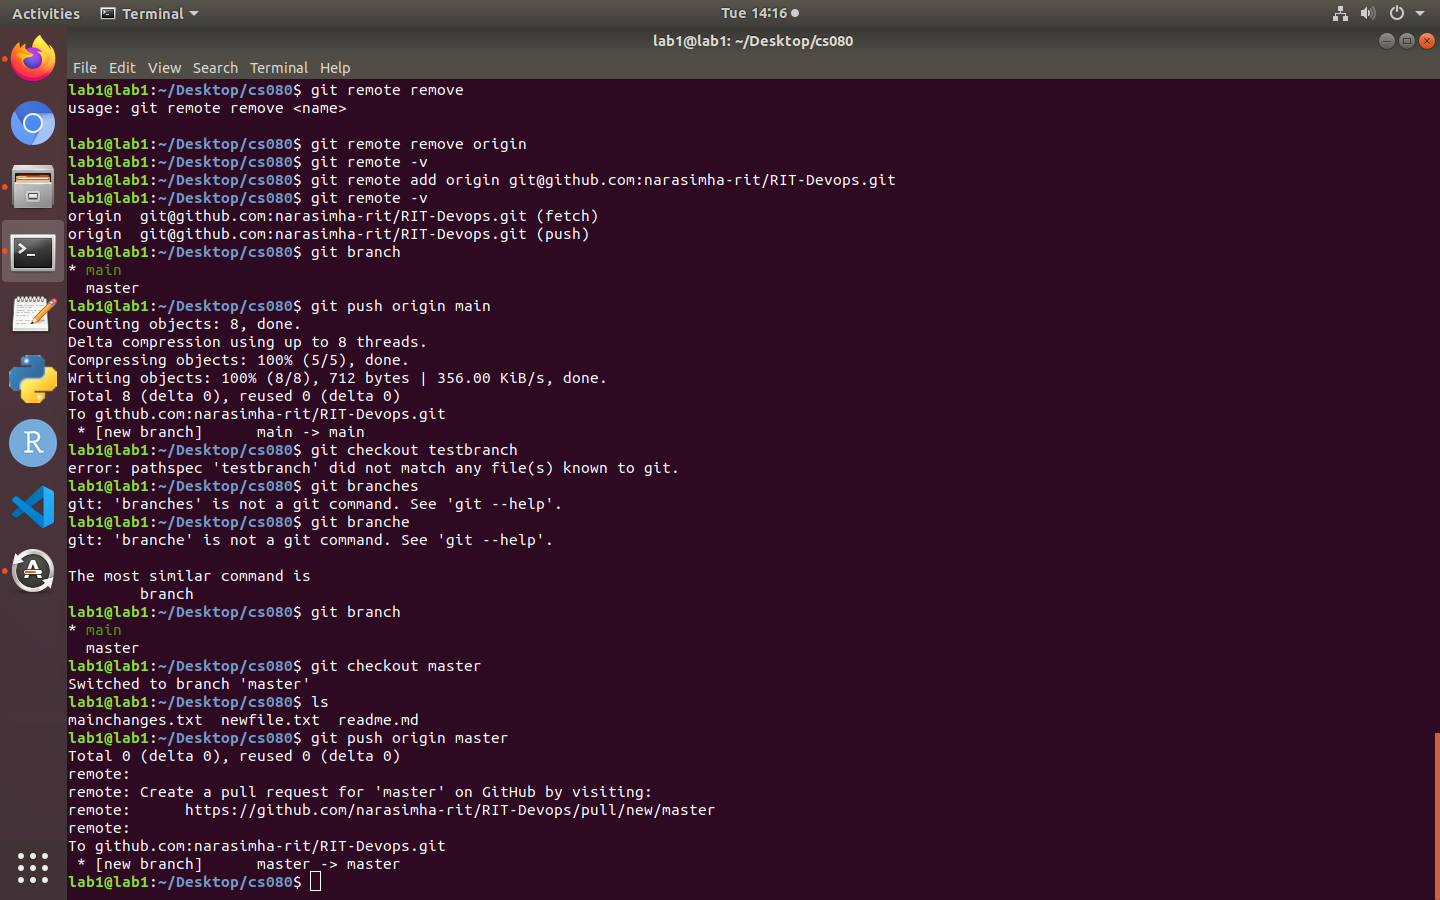 Activities Terminal Tue 14:16
lab1@lab1: ~/Desktop/cs080
File Edit View Search Terminal Help
lab1@lab1:~/Desktop/cs080$ git remote remove
usage: git remote remove <name>
lab1@lab1:~/Desktop/cs080$ git remote remove origin
lab1@lab1:~/Desktop/cs080$ git remote -v
lab1@lab1:~/Desktop/cs080$ git remote add origin git@github.com:narasimha-rit/RIT-Devops.git
lab1@lab1:~/Desktop/cs080$ git remote -v
origin  git@github.com:narasimha-rit/RIT-Devops.git (fetch)
origin  git@github.com:narasimha-rit/RIT-Devops.git (push)
lab1@lab1:~/Desktop/cs080$ git branch
* main
  master
lab1@lab1:~/Desktop/cs080$ git push origin main
Counting objects: 8, done.
Delta compression using up to 8 threads.
Compressing objects: 100% (5/5), done.
Writing objects: 100% (8/8), 712 bytes | 356.00 KiB/s, done.
Total 8 (delta 0), reused 0 (delta 0)
To github.com:narasimha-rit/RIT-Devops.git
 * [new branch]      main -> main
lab1@lab1:~/Desktop/cs080$ git checkout testbranch
error: pathspec 'testbranch' did not match any file(s) known to git.
lab1@lab1:~/Desktop/cs080$ git branches
git: 'branches' is not a git command. See 'git --help'.
lab1@lab1:~/Desktop/cs080$ git branche
git: 'branche' is not a git command. See 'git --help'.
The most similar command is
        branch
lab1@lab1:~/Desktop/cs080$ git branch
* main
  master
lab1@lab1:~/Desktop/cs080$ git checkout master
Switched to branch 'master'
lab1@lab1:~/Desktop/cs080$ ls
mainchanges.txt  newfile.txt  readme.md
lab1@lab1:~/Desktop/cs080$ git push origin master
Total 0 (delta 0), reused 0 (delta 0)
remote:
remote: Create a pull request for 'master' on GitHub by visiting:
remote:      https://github.com/narasimha-rit/RIT-Devops/pull/new/master
remote:
To github.com:narasimha-rit/RIT-Devops.git
 * [new branch]      master -> master
lab1@lab1:~/Desktop/cs080$